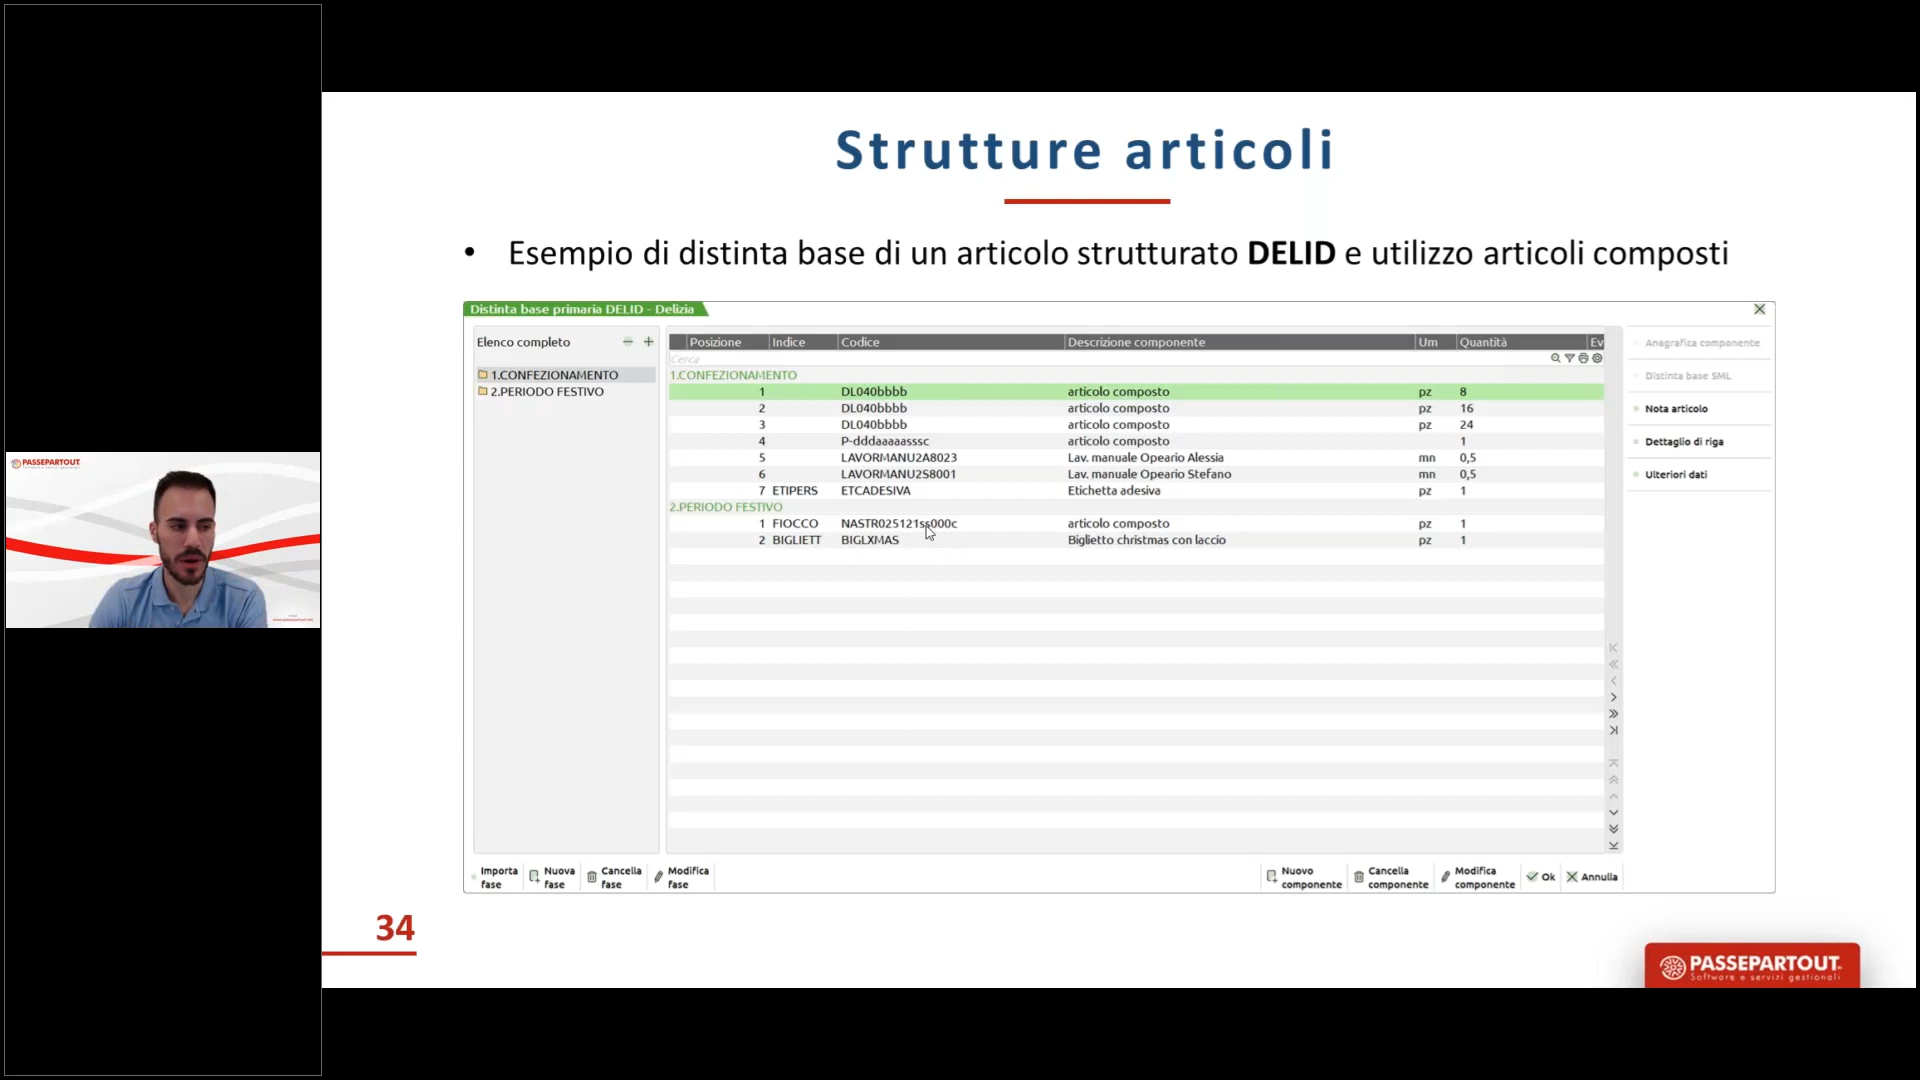 PASSEPARTOUT
Strutture articoli
• Esempio di distinta base di un articolo strutturato DELID e utilizzo articoli composti
Distinta base primaria DELID - Delizia
Elenco completo
1.CONFEZIONAMENTO
2.PERIODO FESTIVO
Posizione Indice Codice Descrizione componente Um Quantità Ev
Cerca
1.CONFEZIONAMENTO
1 DL040bbbb articolo composto pz 8
2 DL040bbbb articolo composto pz 16
3 DL040bbbb articolo composto pz 24
4 P-dddaaaaasssc articolo composto 1
5 LAVORMANU2A8023 Lav. manuale Opeario Alessia mn 0,5
6 LAVORMANU2S8001 Lav. manuale Opeario Stefano mn 0,5
7 ETIPERS ETCADESIVA Etichetta adesiva pz 1
2.PERIODO FESTIVO
1 FIOCCO NASTR025121ss000c articolo composto pz 1
2 BIGLIETT BIGLXMAS Biglietto christmas con laccio pz 1
Anagrafica componente
Distinta base SML
Nota articolo
Dettaglio di riga
Ulteriori dati
Importa fase
Nuova fase
Cancella fase
Modifica fase
Nuovo componente
Cancella componente
Modifica componente
Ok
Annulla
34
PASSEPARTOUT
Software e servizi gestionali